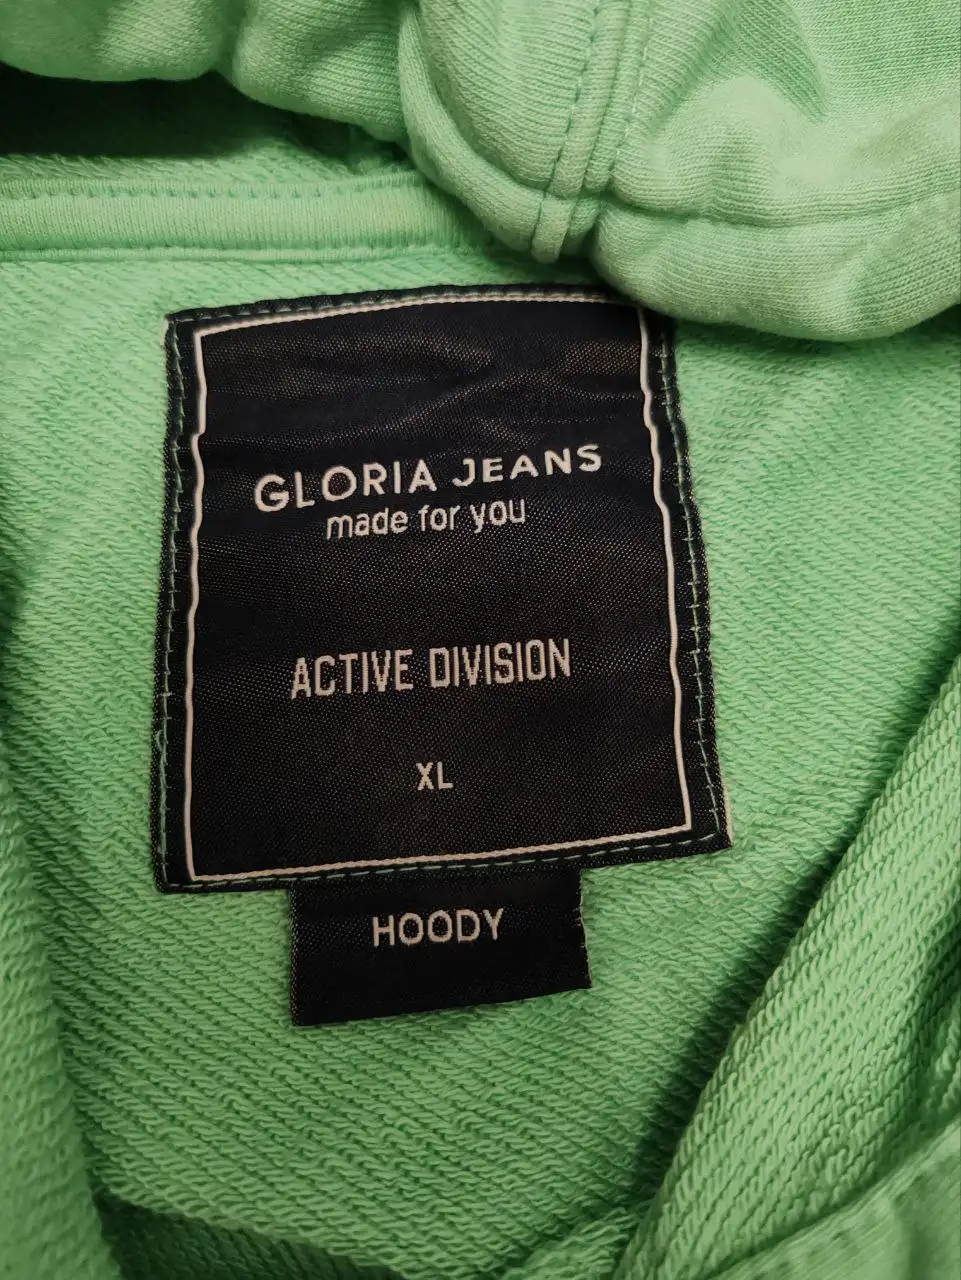 GLORIA JEANS
made for you
ACTIVE DIVISION
XL
HOODY